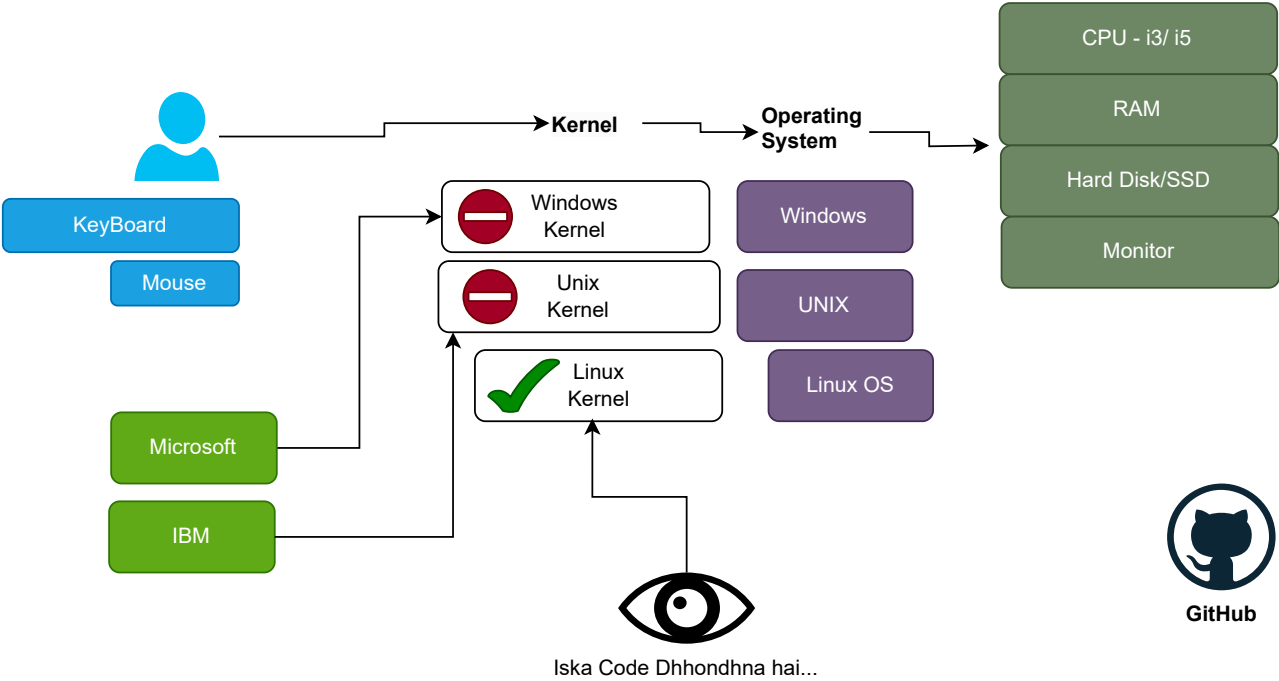 CPU - i3/ i5
RAM
Hard Disk/SSD
Monitor
Kernel
Operating
System
KeyBoard
Mouse
Windows
Kernel
Windows
Unix
Kernel
UNIX
Linux
Kernel
Linux OS
Microsoft
IBM
GitHub
Iska Code Dhhondhna hai...